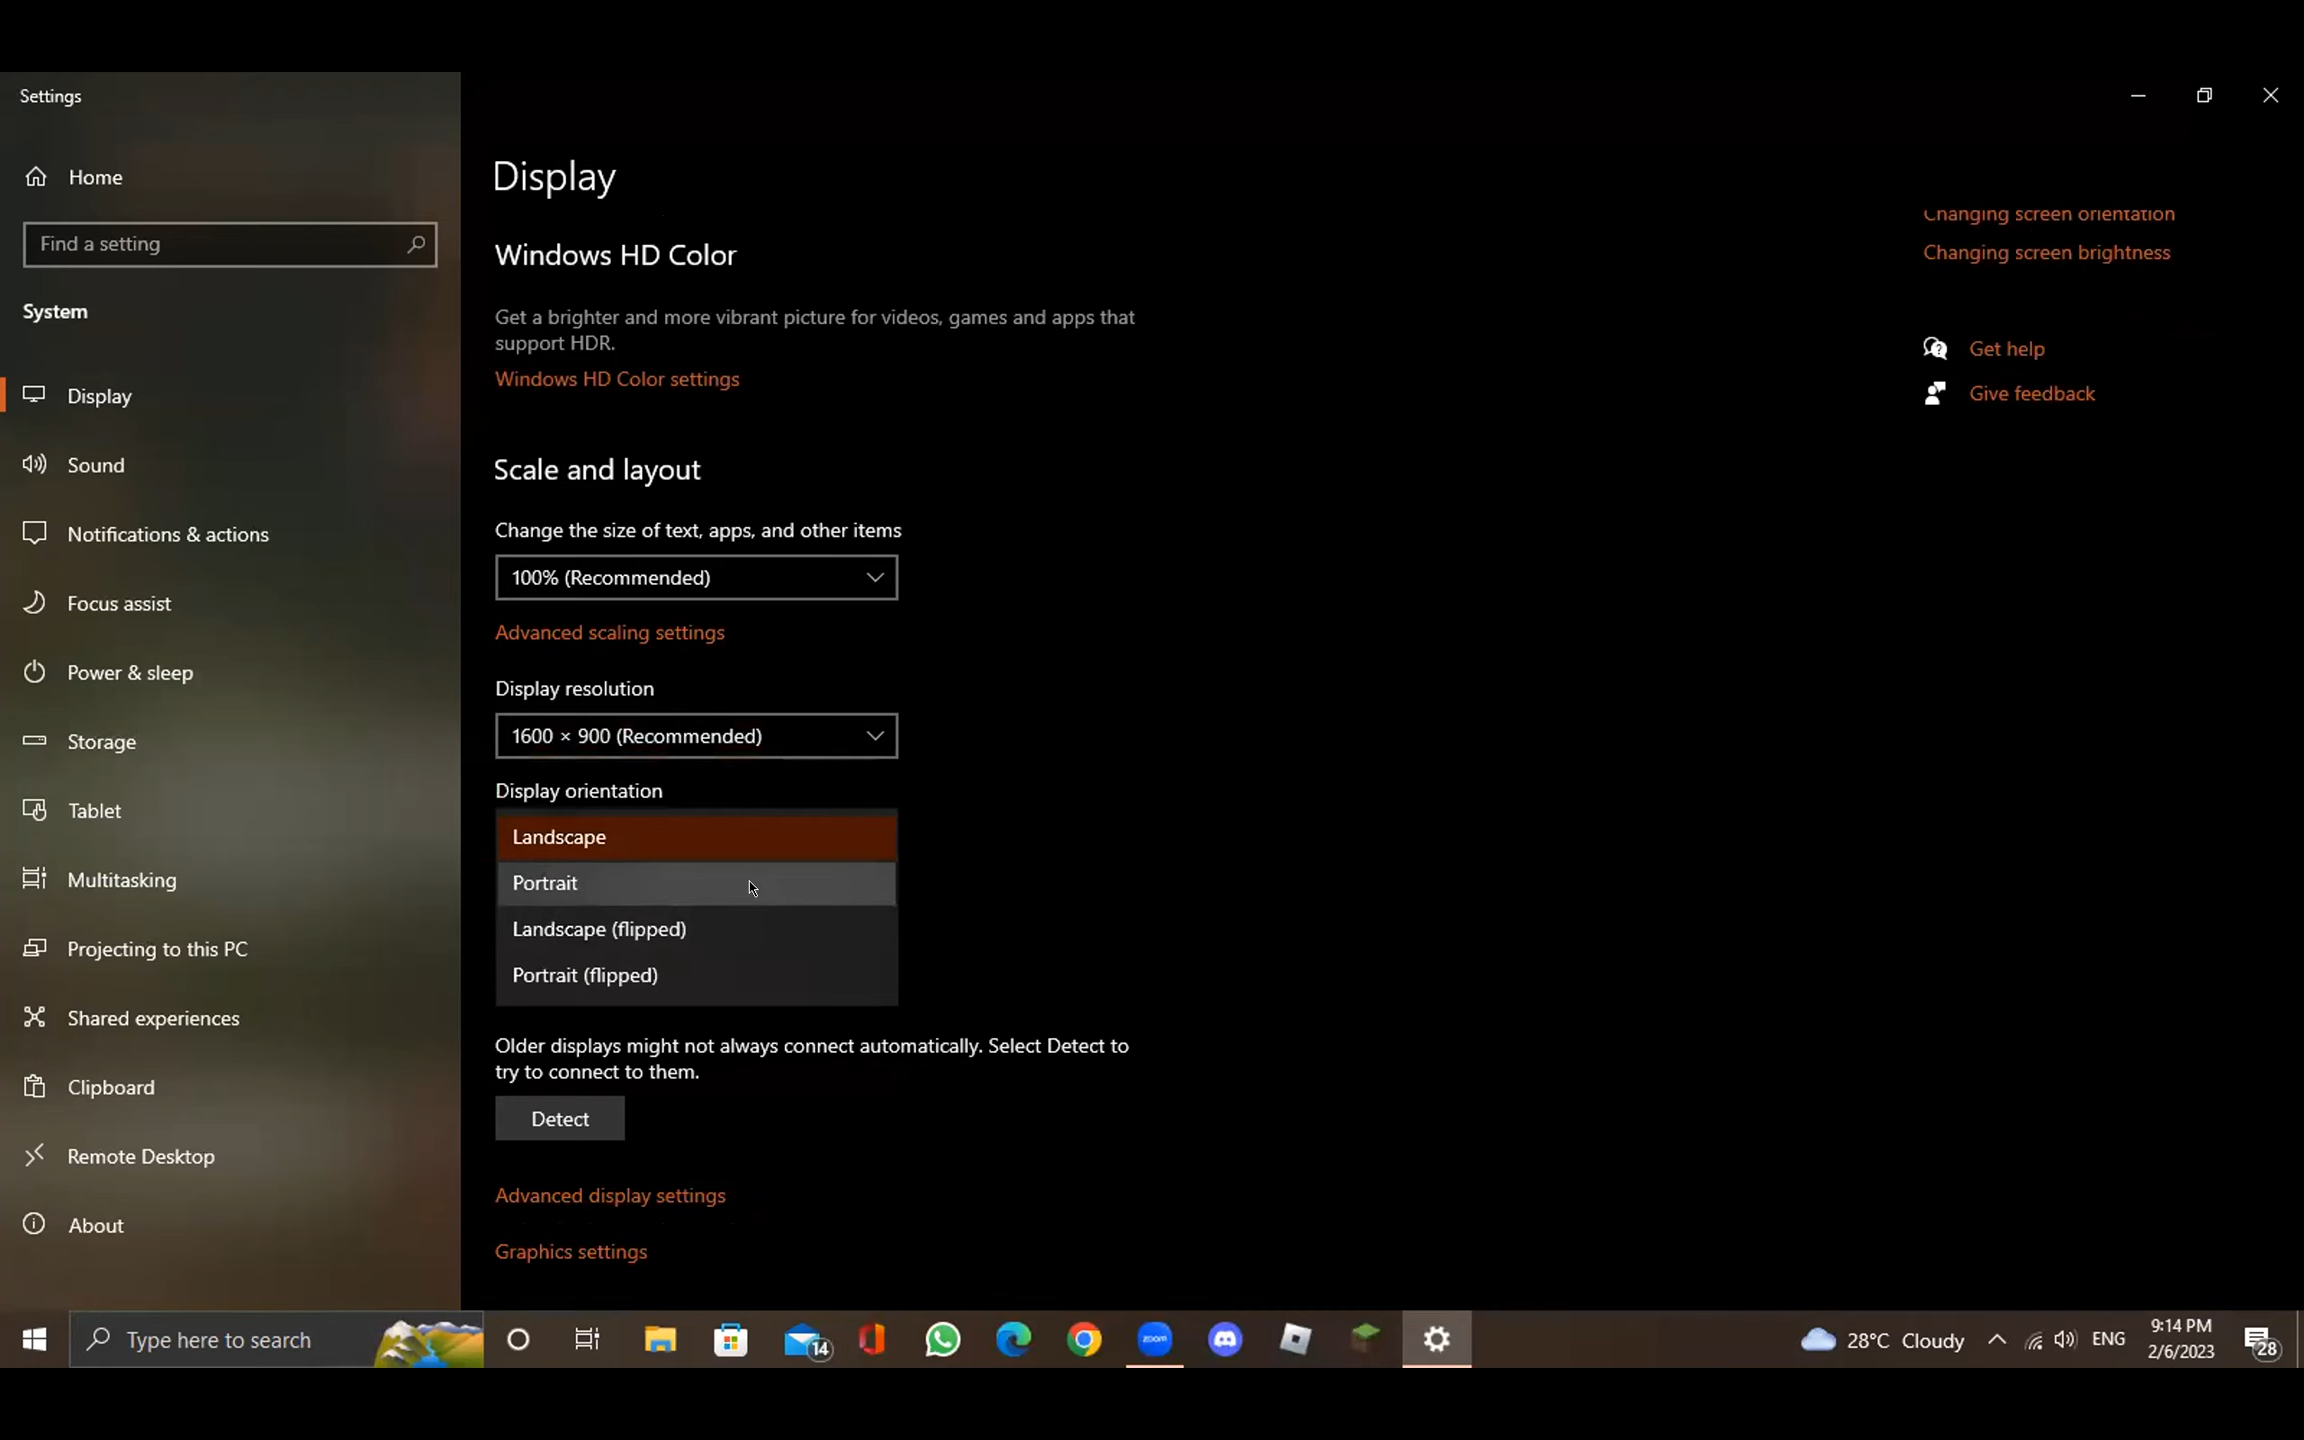 Settings
Home
Find a setting
System
Display
Sound
Notifications & actions
Focus assist
Power & sleep
Storage
Tablet
Multitasking
Projecting to this PC
Shared experiences
Clipboard
Remote Desktop
About
Display
Windows HD Color
Get a brighter and more vibrant picture for videos, games and apps that
support HDR.
Windows HD Color settings
Scale and layout
Change the size of text, apps, and other items
100% (Recommended)
Advanced scaling settings
Display resolution
1600 × 900 (Recommended)
Display orientation
Landscape
Portrait
Landscape (flipped)
Portrait (flipped)
Older displays might not always connect automatically. Select Detect to
try to connect to them.
Detect
Advanced display settings
Graphics settings
Changing screen orientation
Changing screen brightness
Get help
Give feedback
Type here to search
14
zoom
28°C Cloudy
ENG
9:14 PM
2/6/2023
28